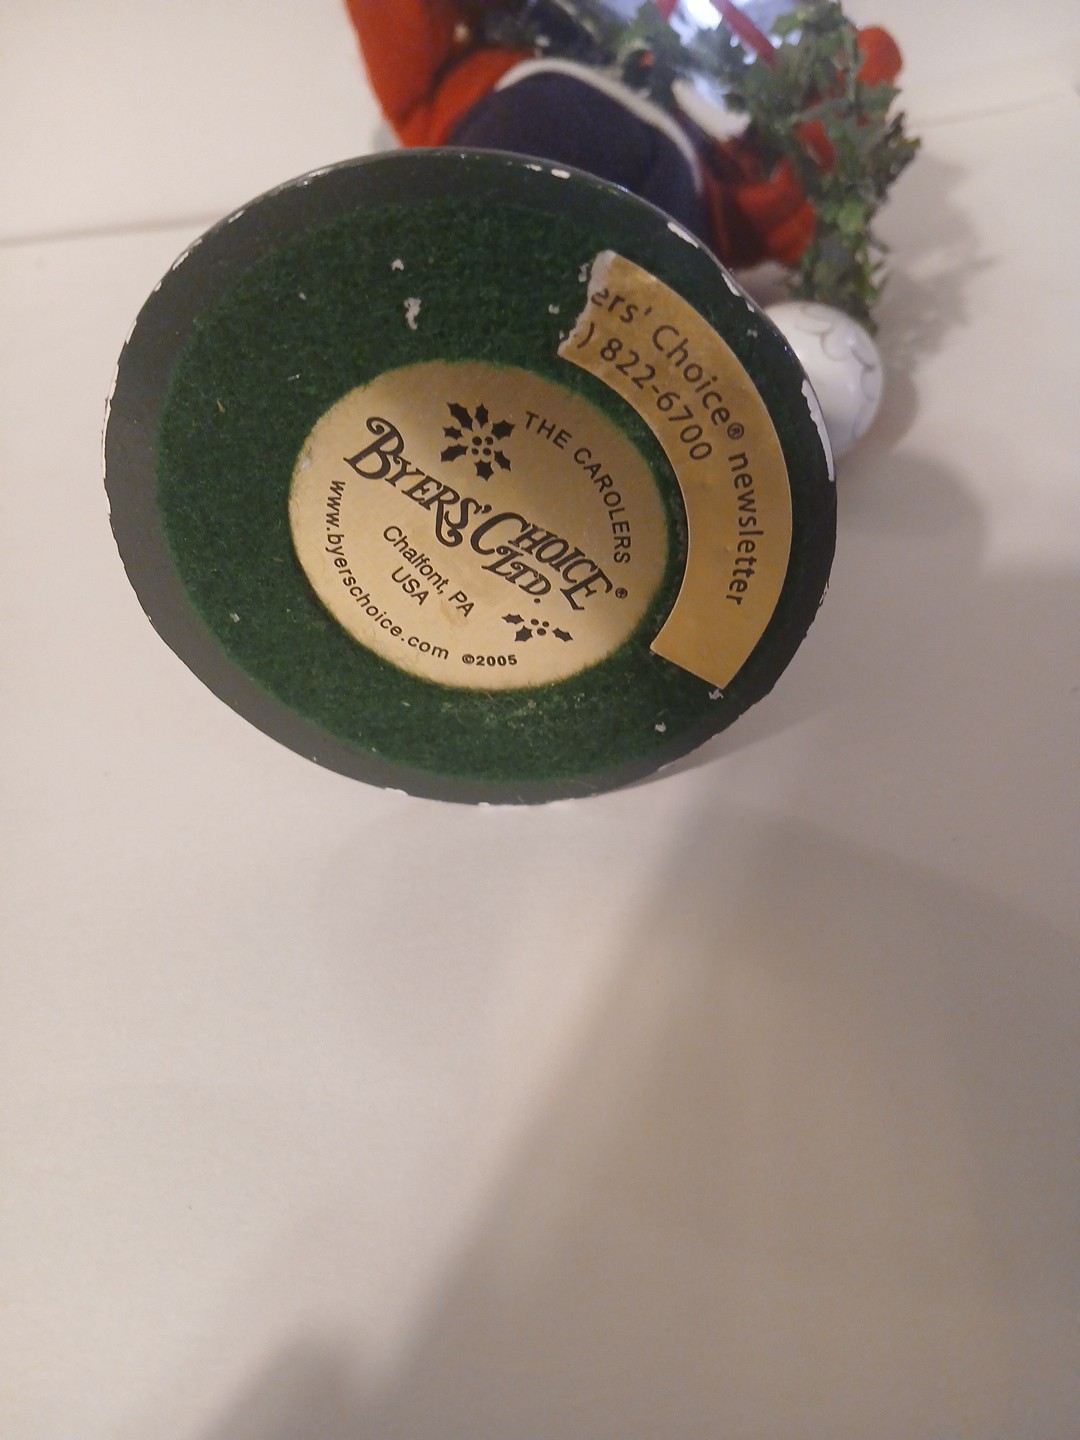 THE CAROLERS
BYERS' CHOICE®
LTD.
Chalfont, PA
USA
www.byerschoice.com ©2005
ers' Choice® newsletter
) 822-6700